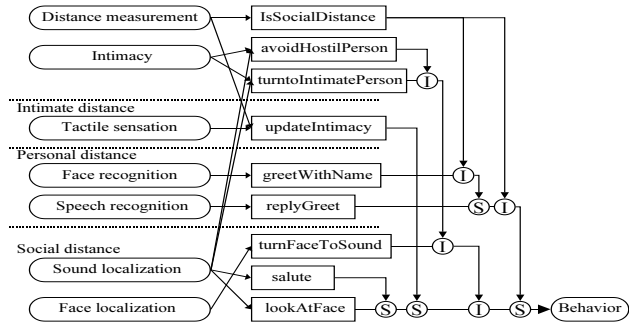 Distance measurement IsSocialDistance
avoidHostilPerson
Intimacy
turntoIntimatePerson I
Intimate distance
Tactile sensation updateIntimacy
Personal distance
Face recognition greetWithName I
Speech recognition replyGreet S I
Social distance turnFaceToSound I
Sound localization
salute
Face localization lookAtFace S S I S Behavior